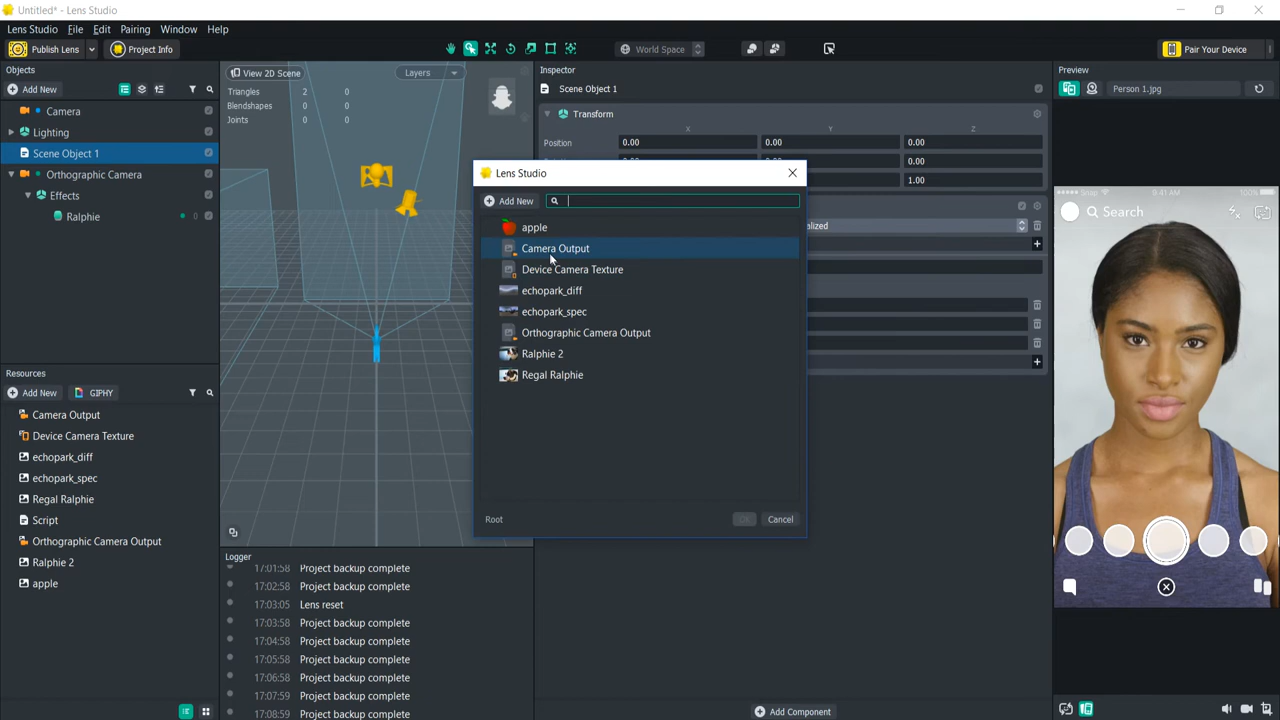 Untitled* - Lens Studio
Lens Studio File Edit Pairing Window Help
Publish Lens Project Info World Space Pair Your Device
Objects
Add New
Camera
Lighting
Scene Object 1
Orthographic Camera
Effects
Ralphie
View 2D Scene
Layers
Triangles 2 0
Blendshapes 0 0
Joints 0 0
Inspector
Scene Object 1
Transform
X Y Z
Position 0.00 0.00 0.00
0.00 0.00
1.00
Lens Studio
Add New
apple
Camera Output
Device Camera Texture
echopark_diff
echopark_spec
Orthographic Camera Output
Ralphie 2
Regal Ralphie
Root
Cancel
Preview
Person 1.jpg
Snap 9:41 AM 100%
Search
Resources
Add New GIPHY
Camera Output
Device Camera Texture
echopark_diff
echopark_spec
Regal Ralphie
Script
Orthographic Camera Output
Ralphie 2
apple
Logger
17:01:58 Project backup complete
17:02:58 Project backup complete
17:03:05 Lens reset
17:03:58 Project backup complete
17:04:58 Project backup complete
17:05:58 Project backup complete
17:06:58 Project backup complete
17:07:59 Project backup complete
17:08:59 Project backup complete
Add Component